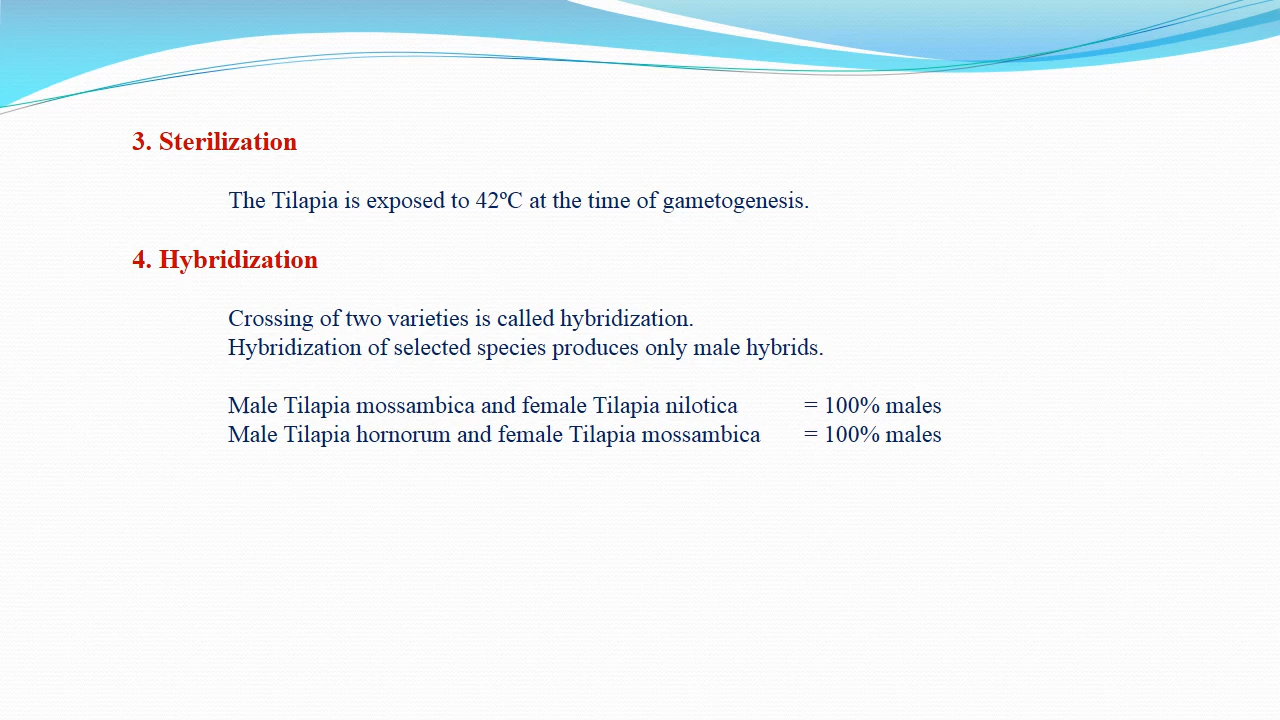 3. Sterilization
The Tilapia is exposed to 42ºC at the time of gametogenesis.
4. Hybridization
Crossing of two varieties is called hybridization.
Hybridization of selected species produces only male hybrids.
Male Tilapia mossambica and female Tilapia nilotica = 100% males
Male Tilapia hornorum and female Tilapia mossambica = 100% males